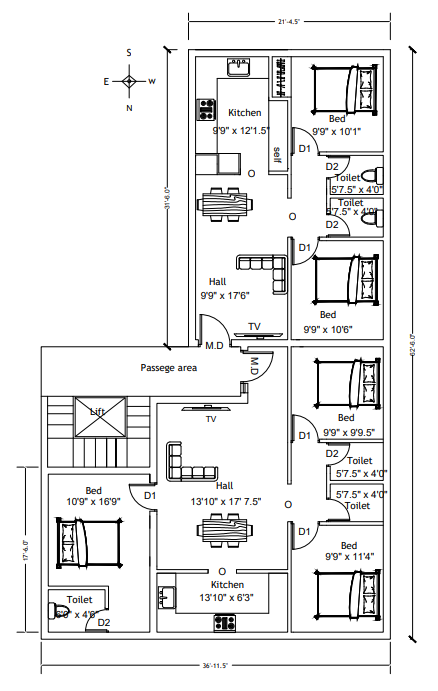 21'-4.5"
S
E
W
N
Kitchen
9'9" x 12'1.5"
self
Bed
9'9" x 10'1"
D1
D2
Toilet
5'7.5" x 4'0"
O
Toilet
5'7.5" x 4'0"
O
D2
D1
31'-6.0"
Hall
9'9" x 17'6"
Bed
9'9" x 10'6"
TV
M.D
62'-6.0"
Passege area
M.D
Lift
TV
Bed
9'9" x 9'9.5"
D1
D2
Toilet
5'7.5" x 4'0"
Hall
13'10" x 17' 7.5"
Bed
10'9" x 16'9"
D1
5'7.5" x 4'0"
Toilet
O
D1
17'-6.0"
Bed
9'9" x 11'4"
O
Kitchen
13'10" x 6'3"
Toilet
D2
36'-11.5"